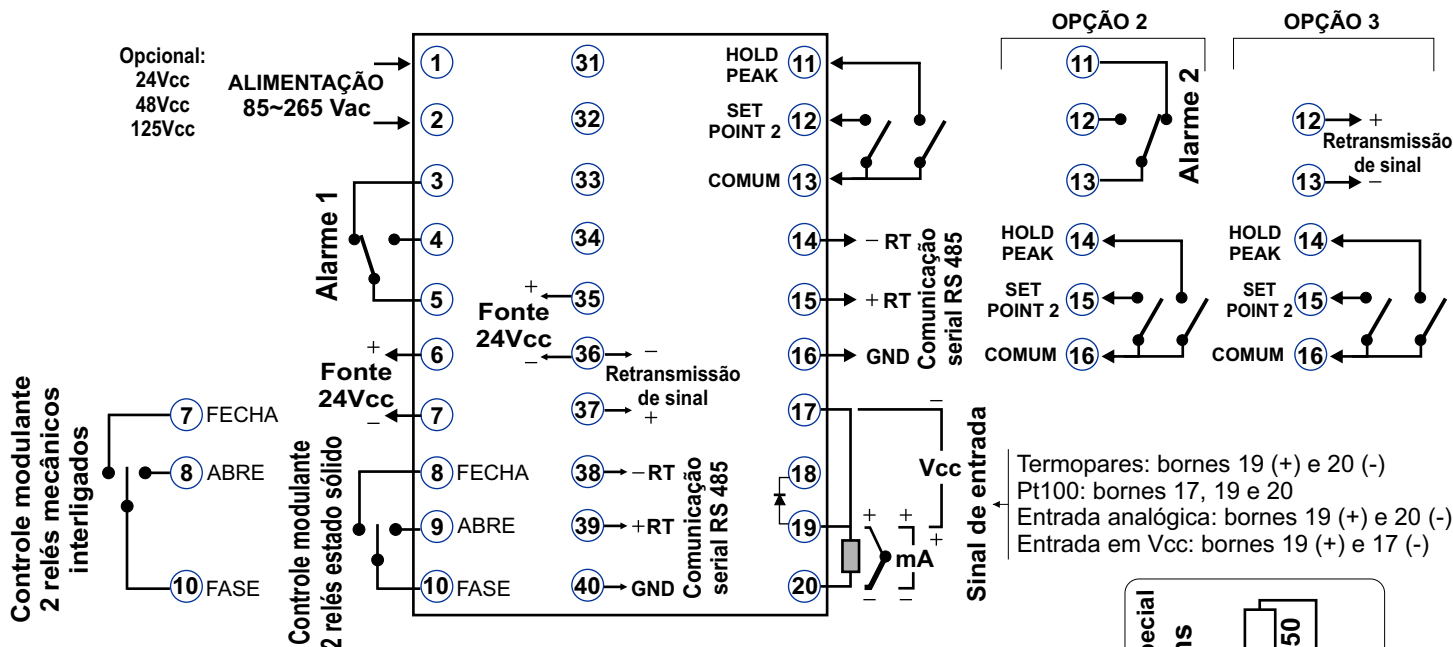 OPÇÃO 2
OPÇÃO 3
Opcional:
24Vcc
48Vcc
125Vcc
ALIMENTAÇÃO
85~265 Vac
1
2
3
4
5
Alarme 1
+
6
Fonte
24Vcc
−
7
8 FECHA
9 ABRE
10 FASE
Controle modulante
2 relés estado sólido
Controle modulante
2 relés mecânicos
interligados
7 FECHA
8 ABRE
10 FASE
31
32
33
34
+
35
Fonte
24Vcc
−
36 −
Retransmissão
de sinal
37 +
38 −RT
39 +RT
40 GND
Comunicação
serial RS 485
HOLD
PEAK 11
SET
POINT 2 12
COMUM 13
14 − RT
15 + RT
16 GND
Comunicação
serial RS 485
17 −
18 Vcc
19 + + +
mA
20 − −
Sinal de entrada
Termopares: bornes 19 (+) e 20 (-)
Pt100: bornes 17, 19 e 20
Entrada analógica: bornes 19 (+) e 20 (-)
Entrada em Vcc: bornes 19 (+) e 17 (-)
11
12
13
Alarme 2
HOLD
PEAK 14
SET
POINT 2 15
COMUM 16
12 +
Retransmissão
de sinal
13 −
HOLD
PEAK 14
SET
POINT 2 15
COMUM 16
50